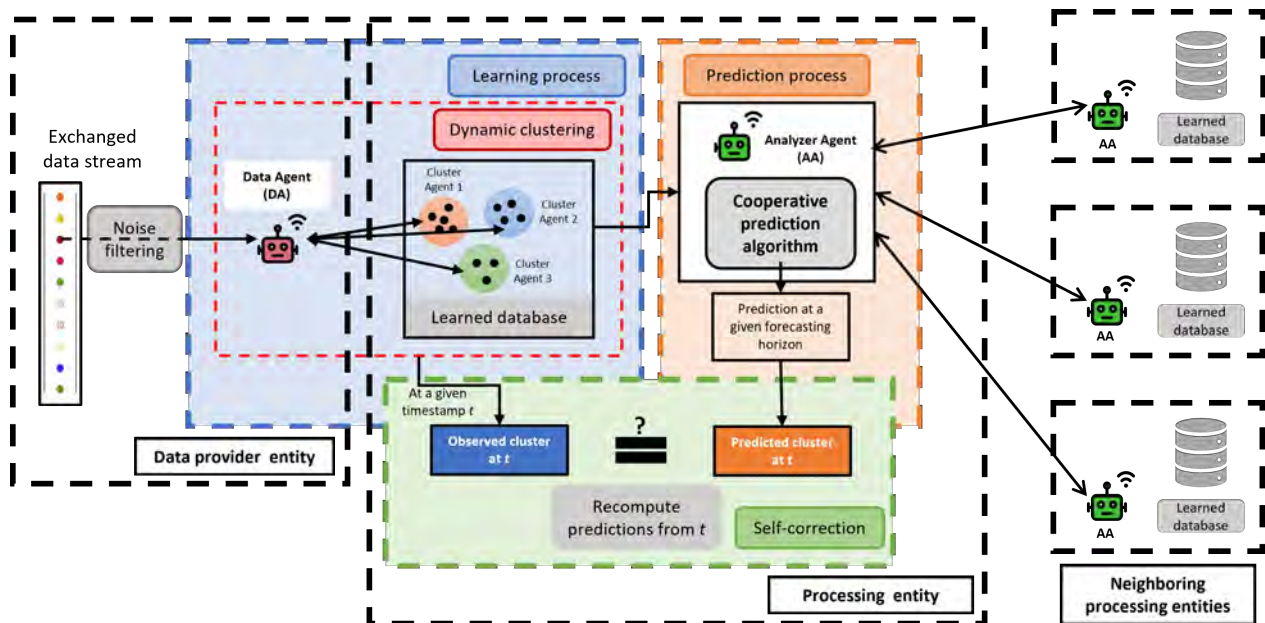 Exchanged
data stream
Noise
filtering
Data Agent
(DA)
Learning process
Dynamic clustering
Cluster
Agent 1
Cluster
Agent 2
Cluster
Agent 3
Learned database
Prediction process
Analyzer Agent
(AA)
Cooperative
prediction
algorithm
Prediction at a
given forecasting
horizon
At a given
timestamp t
Observed cluster
at t
?
Predicted cluster
at t
Recompute
predictions from t
Self-correction
Data provider entity
Processing entity
AA
Learned
database
AA
Learned
database
AA
Learned
database
Neighboring
processing entities